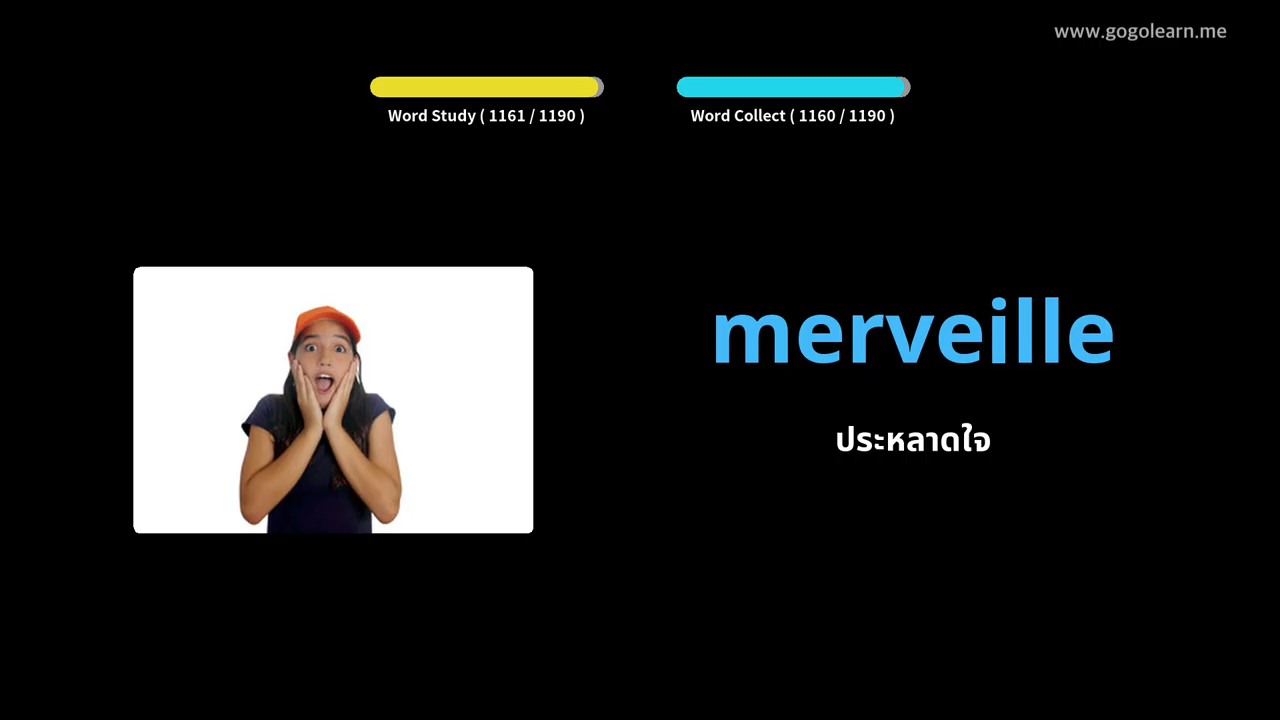 www.gogolearn.me
Word Study ( 1161 / 1190 )
Word Collect ( 1160 / 1190 )
merveille
ประหลาดใจ